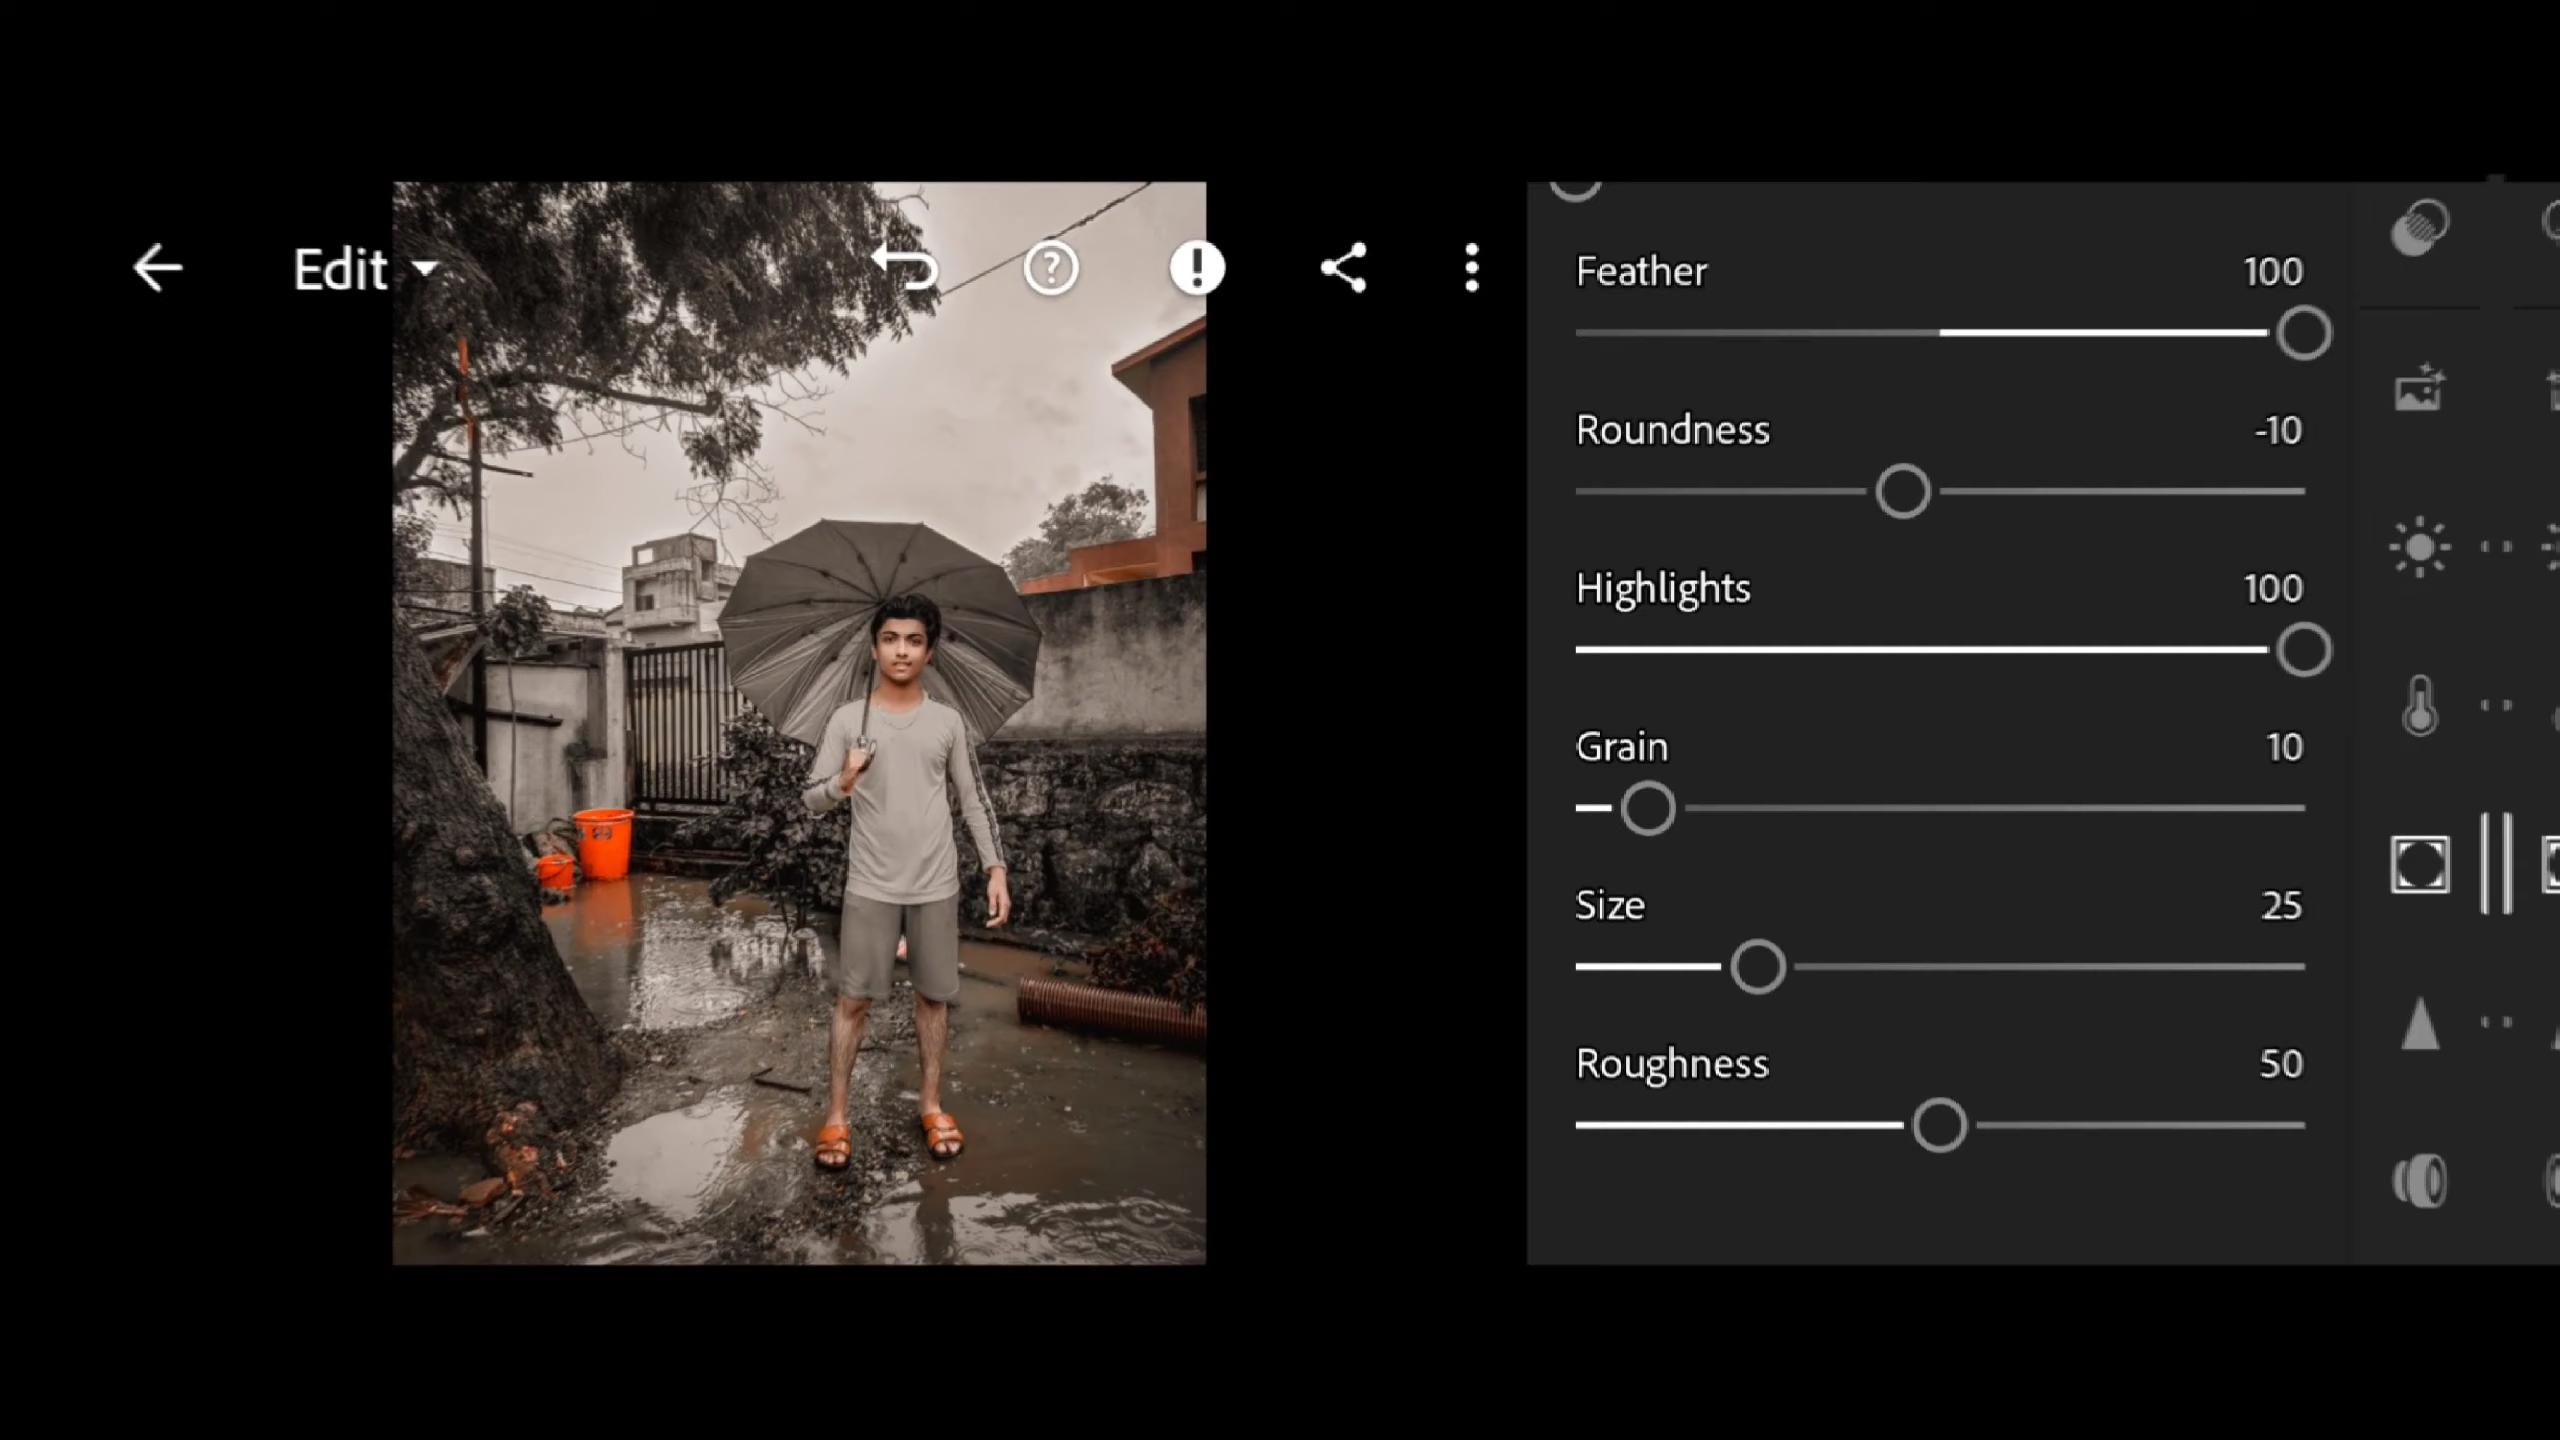 Edit
Feather 100
Roundness -10
Highlights 100
Grain 10
Size 25
Roughness 50